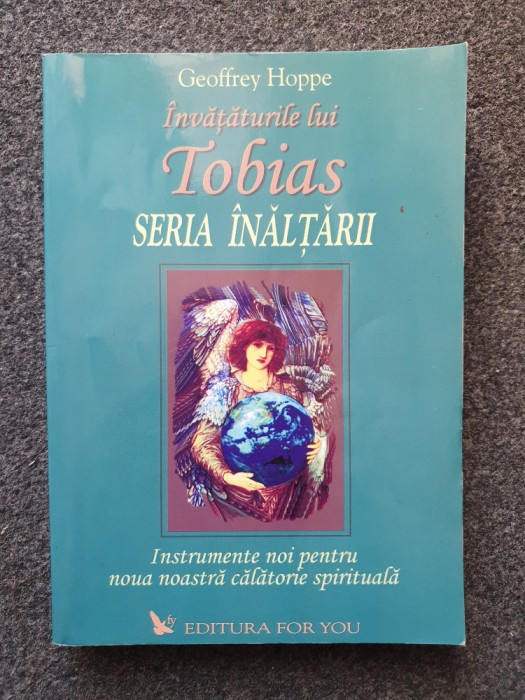 Geoffrey Hoppe
Învățăturile lui
Tobias
SERIA ÎNĂLȚĂRII
Instrumente noi pentru
noua noastră călătorie spirituală
fy EDITURA FOR YOU